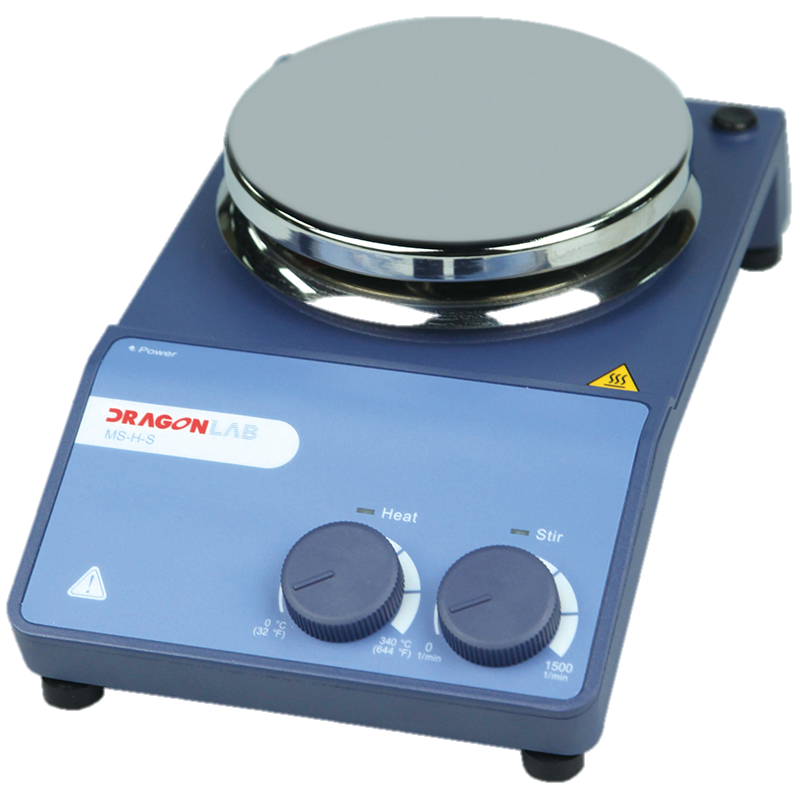 Power
DRAGONLAB
MS-H-S
Heat
Stir
0 °C
(32 °F)
340 °C
(644 °F)
0
t/min
1500
t/min